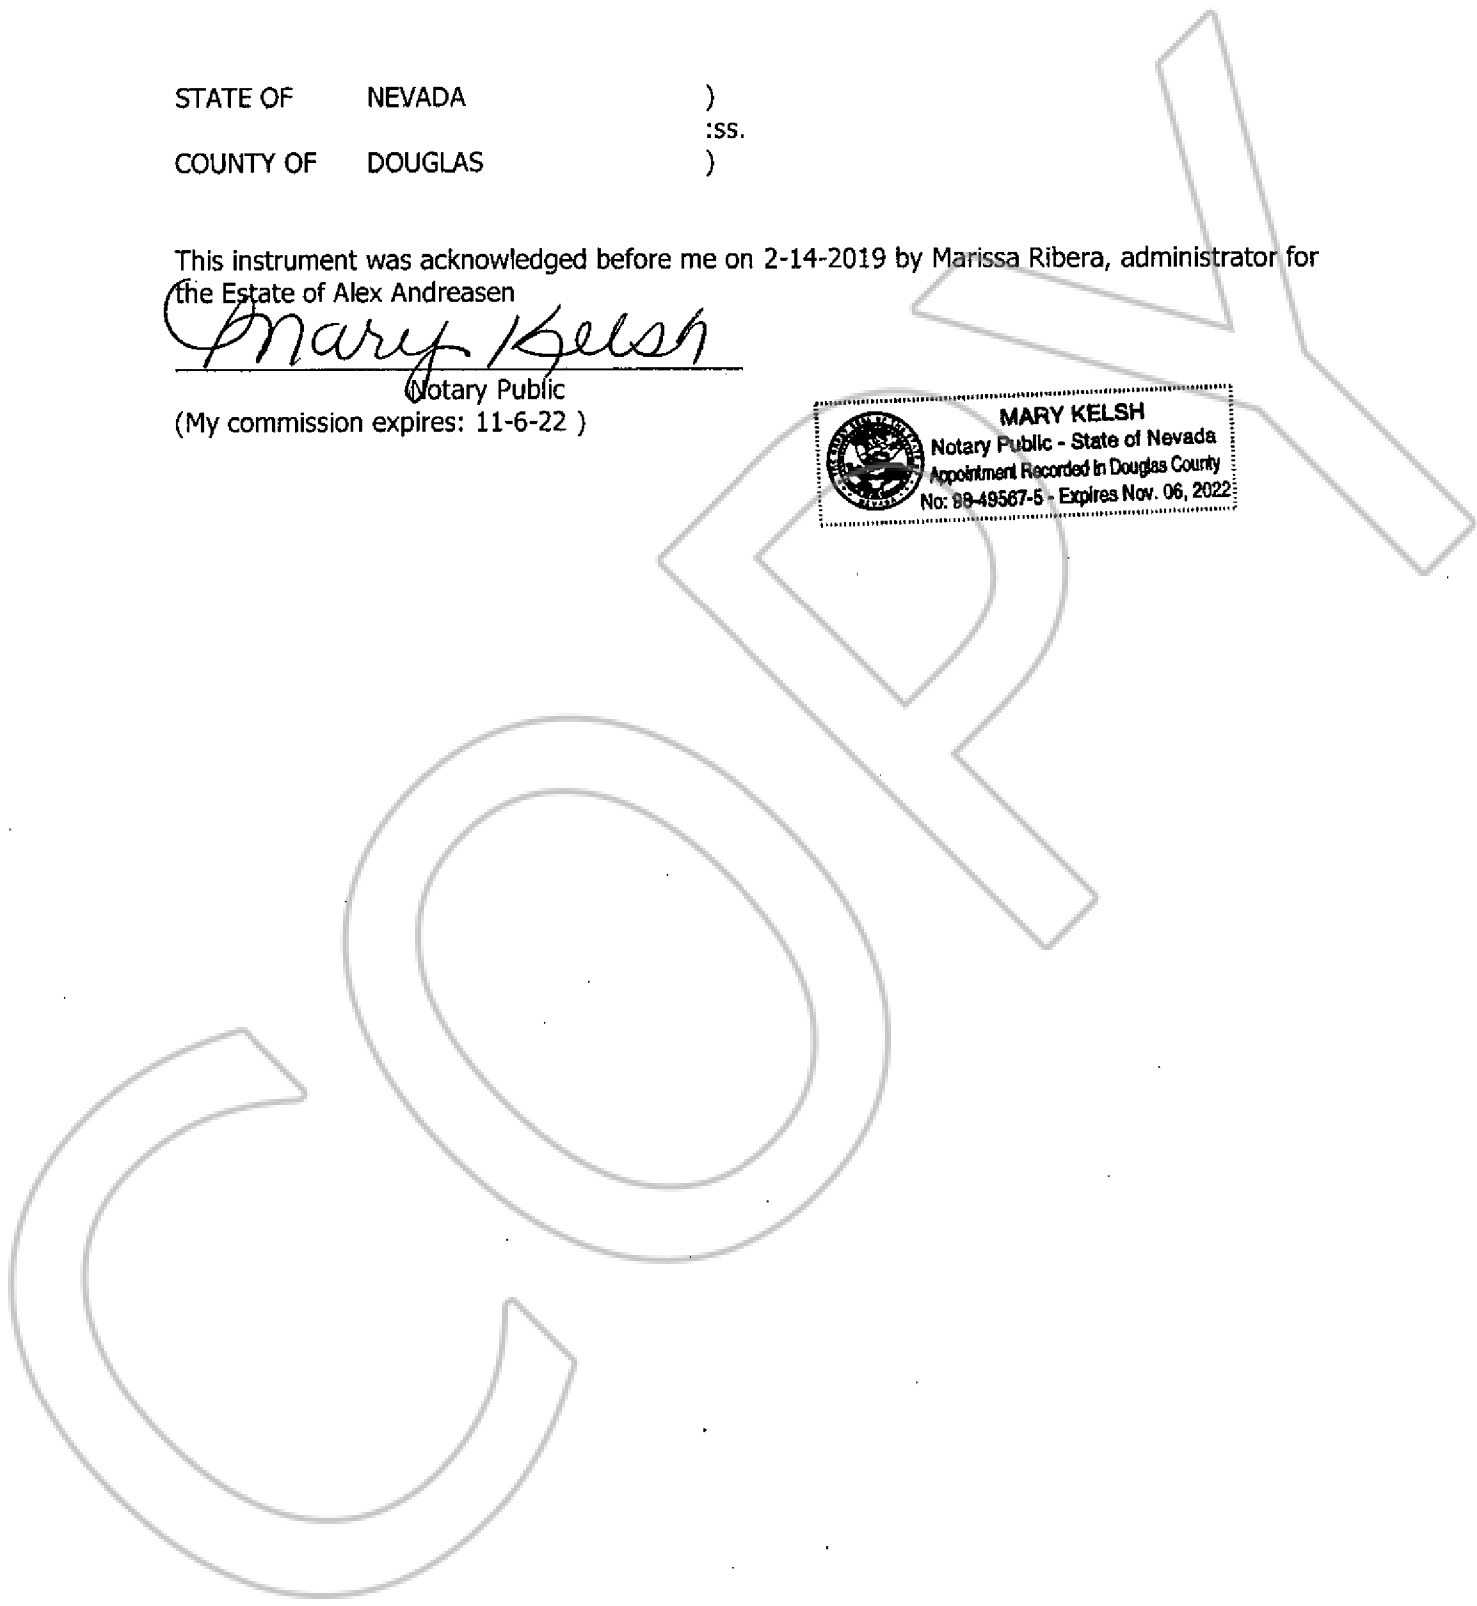 STATE OF NEVADA )
:ss.
COUNTY OF DOUGLAS )
This instrument was acknowledged before me on 2-14-2019 by Marissa Ribera, administrator for
the Estate of Alex Andreasen
Mary Kelsh
Notary Public
(My commission expires: 11-6-22 )
MARY KELSH
Notary Public - State of Nevada
Appointment Recorded in Douglas County
No: 98-49567-5 - Expires Nov. 06, 2022
COPY